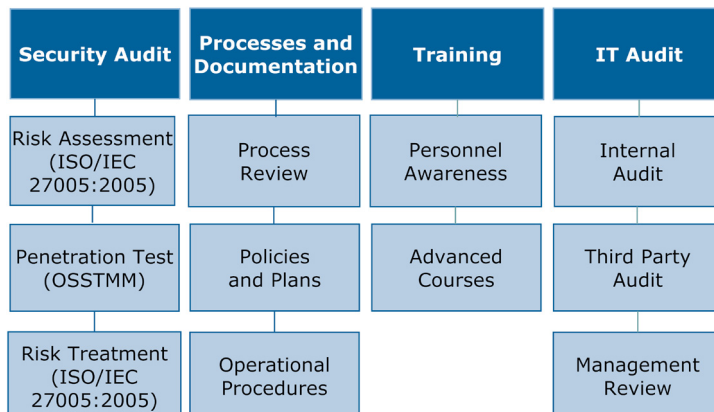 Security Audit
Processes and
Documentation
Training
IT Audit
Risk Assessment
(ISO/IEC
27005:2005)
Process
Review
Personnel
Awareness
Internal
Audit
Penetration Test
(OSSTMM)
Policies
and Plans
Advanced
Courses
Third Party
Audit
Risk Treatment
(ISO/IEC
27005:2005)
Operational
Procedures
Management
Review